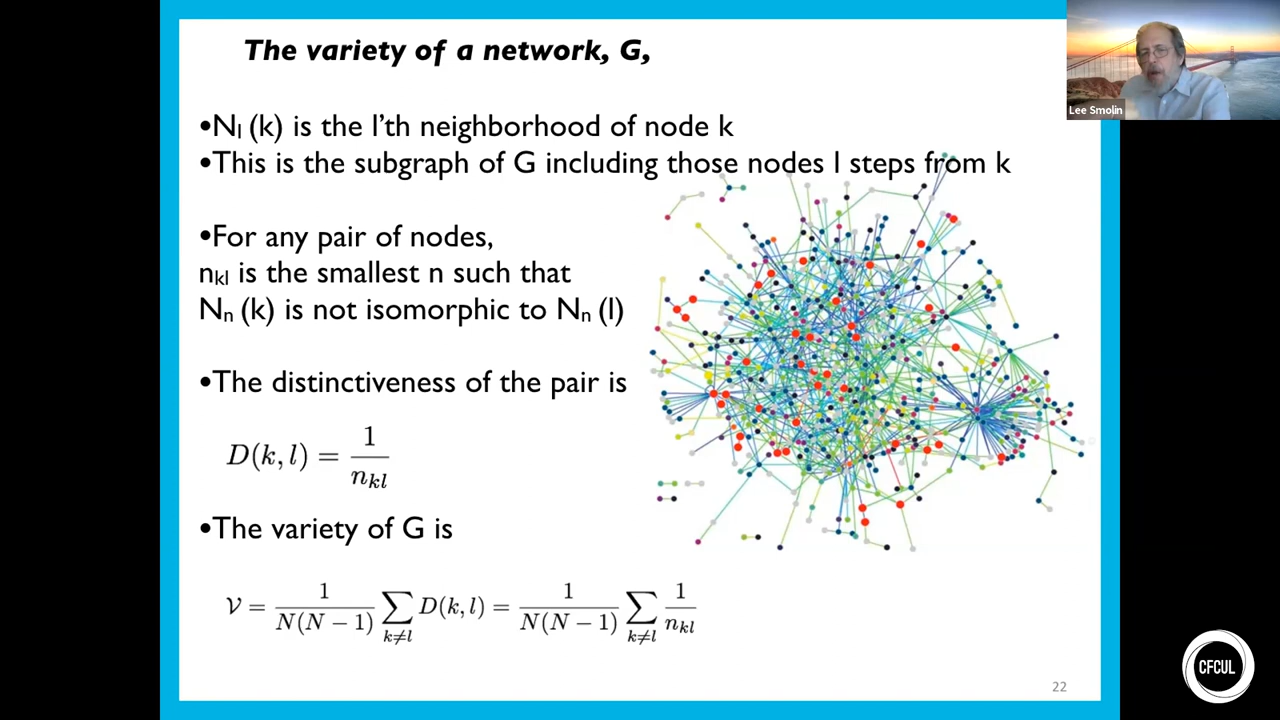 The variety of a network, G,
•Nₗ (k) is the l'th neighborhood of node k
•This is the subgraph of G including those nodes l steps from k
•For any pair of nodes,
nₖₗ is the smallest n such that
Nₙ (k) is not isomorphic to Nₙ (l)
•The distinctiveness of the pair is
D(k, l) = 1/nₖₗ
•The variety of G is
𝒱 = 1/N(N − 1) ∑k≠l D(k, l) = 1/N(N − 1) ∑k≠l 1/nₖₗ
22
Lee Smolin
CFCUL